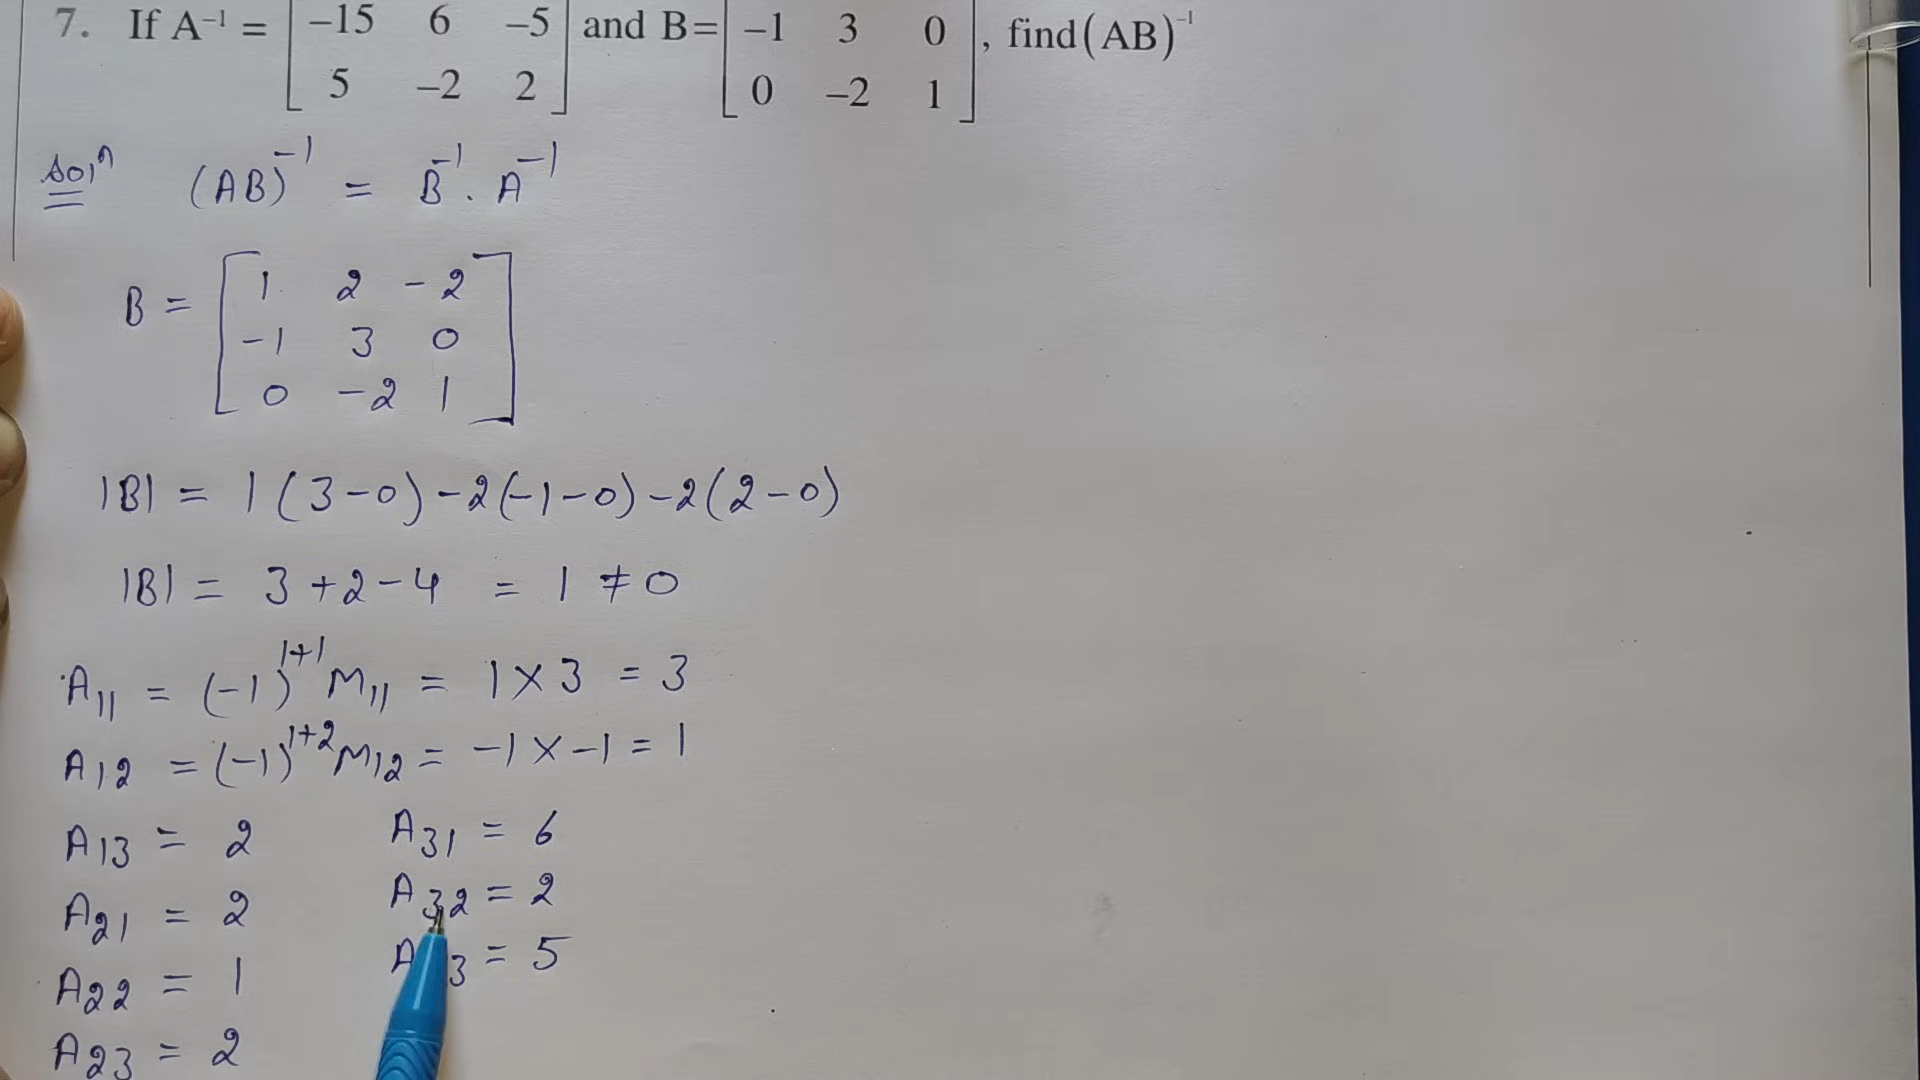 7. If A⁻¹ = [ –15 6 –5 ] and B= [ –1 3 0 ], find (AB)⁻¹
5 –2 2 0 –2 1
Solⁿ (AB)⁻¹ = B⁻¹ . A⁻¹
B = [ 1 2 -2
-1 3 0
0 -2 1 ]
|B| = 1(3-0)-2(-1-0)-2(2-0)
|B| = 3+2-4 = 1 ≠ 0
A₁₁ = (-1)¹⁺¹ M₁₁ = 1×3 = 3
A₁₂ = (-1)¹⁺² M₁₂ = -1×-1 = 1
A₁₃ = 2 A₃₁ = 6
A₂₁ = 2 A₃₂ = 2
A₂₂ = 1 A ₃ = 5
A₂₃ = 2